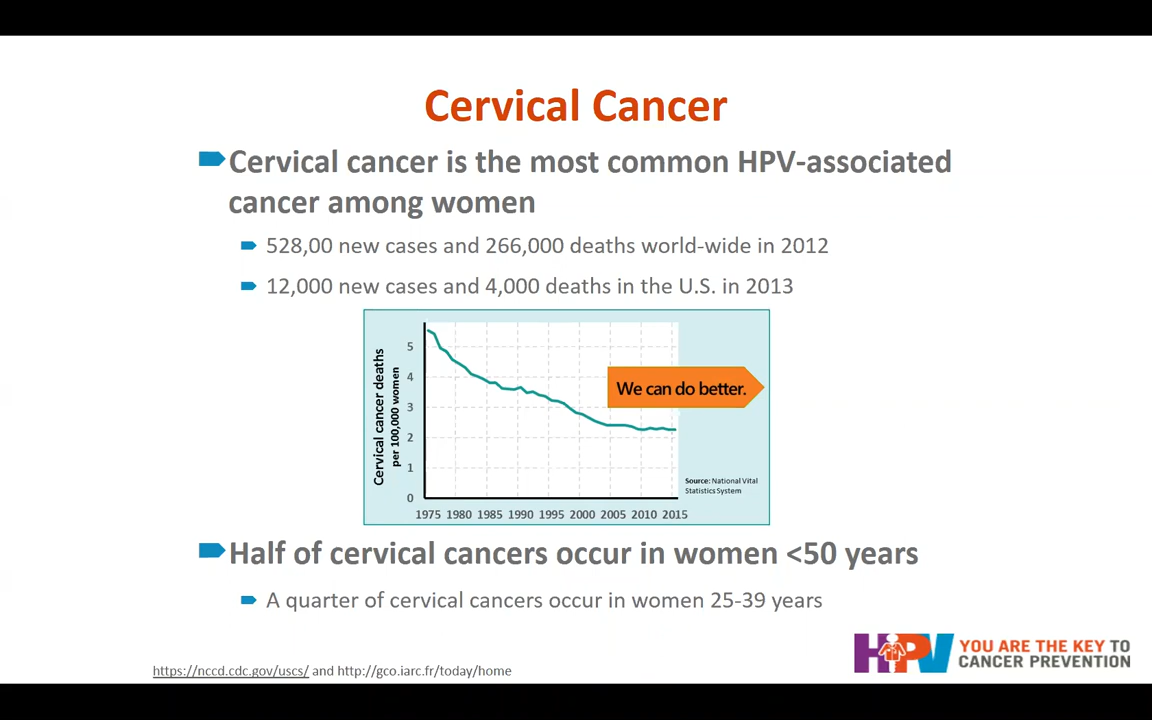 Cervical Cancer
Cervical cancer is the most common HPV-associated
cancer among women
528,00 new cases and 266,000 deaths world-wide in 2012
12,000 new cases and 4,000 deaths in the U.S. in 2013
Cervical cancer deaths
per 100,000 women
5
4
3
2
1
0
1975 1980 1985 1990 1995 2000 2005 2010 2015
We can do better.
Source: National Vital
Statistics System
Half of cervical cancers occur in women <50 years
A quarter of cervical cancers occur in women 25-39 years
https://nccd.cdc.gov/uscs/ and http://gco.iarc.fr/today/home
HPV
YOU ARE THE KEY TO
CANCER PREVENTION